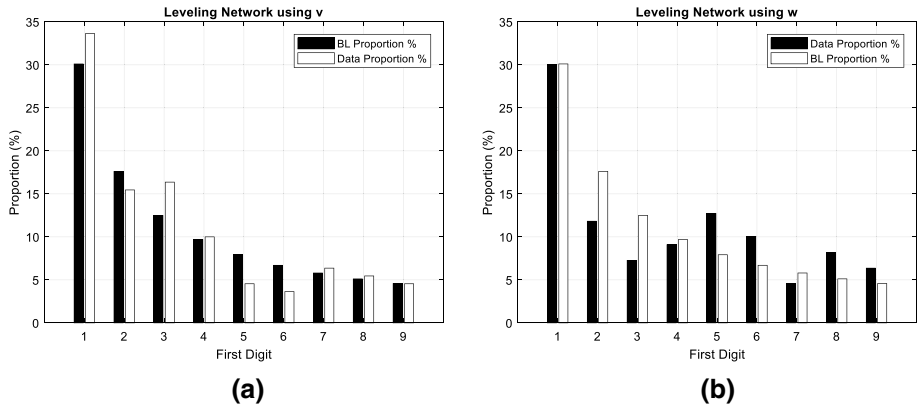 Leveling Network using v
BL Proportion %
Data Proportion %
Proportion (%)
35
30
25
20
15
10
5
0
1 2 3 4 5 6 7 8 9
First Digit
(a)
Leveling Network using w
Data Proportion %
BL Proportion %
Proportion (%)
35
30
25
20
15
10
5
0
1 2 3 4 5 6 7 8 9
First Digit
(b)